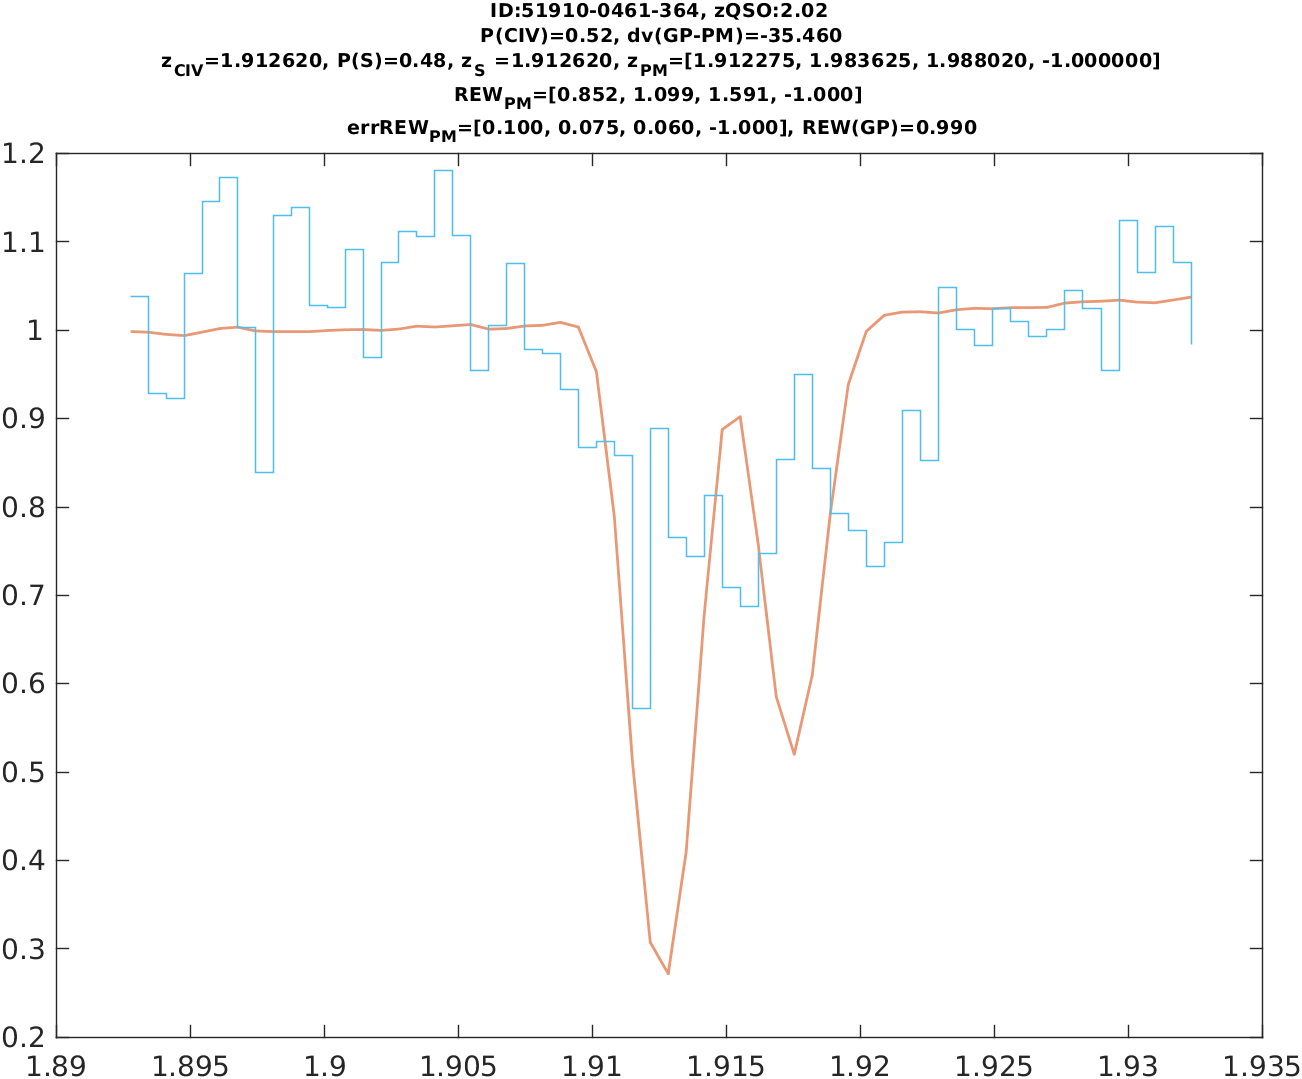 ID:51910-0461-364, zQSO:2.02
P(CIV)=0.52, dv(GP-PM)=-35.460
zCIV=1.912620, P(S)=0.48, zS =1.912620, zPM=[1.912275, 1.983625, 1.988020, -1.000000]
REWPM=[0.852, 1.099, 1.591, -1.000]
errREWPM=[0.100, 0.075, 0.060, -1.000], REW(GP)=0.990
1.2
1.1
1
0.9
0.8
0.7
0.6
0.5
0.4
0.3
0.2
1.89 1.895 1.9 1.905 1.91 1.915 1.92 1.925 1.93 1.935